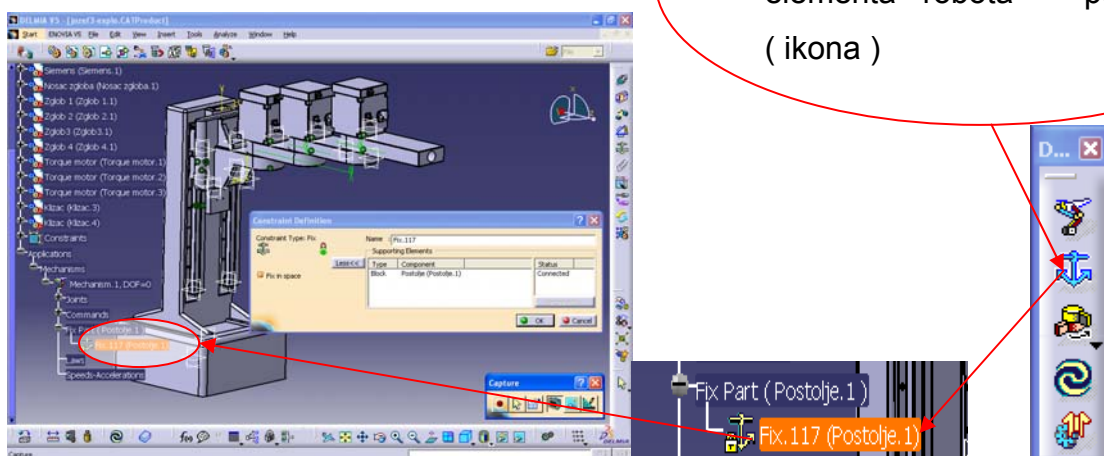 elementa robota
( ikona )
DELMIA V5 - [jozef3-explo.CATProduct]
Start ENOVIA V5 File Edit View Insert Tools Analyze Window Help
Siemens (Siemens.1)
Nosac zgloba (Nosac zgloba.1)
Zglob 1 (Zglob 1.1)
Zglob 2 (Zglob 2.1)
Zglob3 (Zglob3.1)
Zglob 4 (Zglob 4.1)
Torque motor (Torque motor.1)
Torque motor (Torque motor.2)
Torque motor (Torque motor.3)
Klizac (Klizac.3)
Klizac (Klizac.4)
Constraints
Applications
Mechanisms
Mechanism.1, DOF=0
Joints
Commands
Fix Part ( Postolje.1 )
Fix.117 (Postolje.1)
Laws
Speeds-Accelerations
Constraint Definition
Constraint Type: Fix
Name : Fix.117
Supporting Elements
Less<<
Type Component Status
Block Postolje (Postolje.1) Connected
Fix in space
OK Cancel
Capture
Capture
D...
Fix Part ( Postolje.1 )
Fix.117 (Postolje.1)